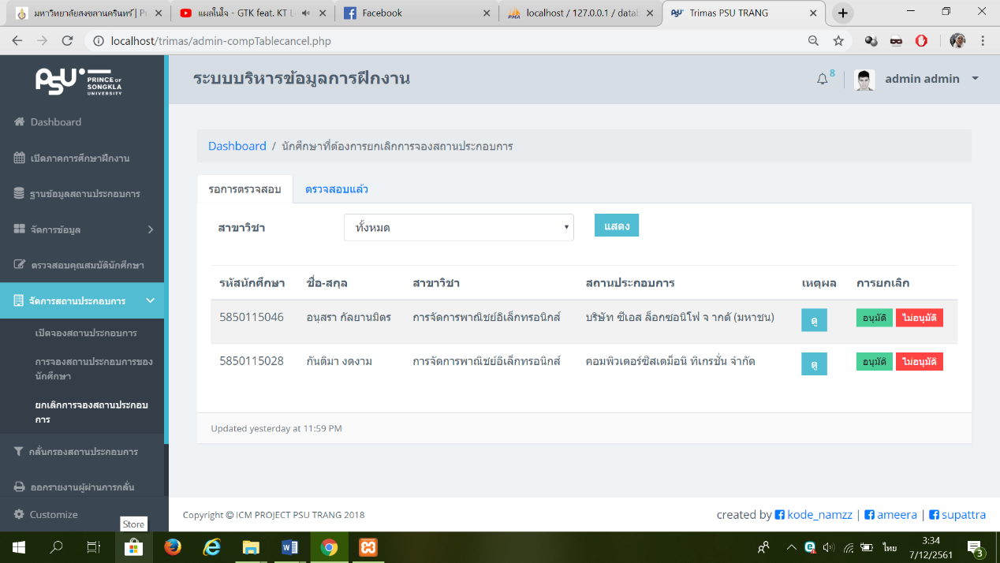 มหาวิทยาลัยสงขลานครินทร์ | Pr
แผลในใจ - GTK feat. KT L
Facebook
localhost / 127.0.0.1 / datab
PSU Trimas PSU TRANG
localhost/trimas/admin-compTablecancel.php
PSU PRINCE OF SONGKLA UNIVERSITY
ระบบบริหารข้อมูลการฝึกงาน
8
admin admin
Dashboard
เปิดภาคการศึกษาฝึกงาน
ฐานข้อมูลสถานประกอบการ
จัดการข้อมูล
ตรวจสอบคุณสมบัตินักศึกษา
จัดการสถานประกอบการ
เปิดจองสถานประกอบการ
การจองสถานประกอบการของ
นักศึกษา
ยกเลิกการจองสถานประกอบ
การ
กลั่นกรองสถานประกอบการ
ออกรายงานผู้ผ่านการกลั่น
Customize
Dashboard / นักศึกษาที่ต้องการยกเลิกการจองสถานประกอบการ
รอการตรวจสอบ ตรวจสอบแล้ว
สาขาวิชา ทั้งหมด แสดง
รหัสนักศึกษา ชื่อ-สกุล สาขาวิชา สถานประกอบการ เหตุผล การยกเลิก
5850115046 อนุสรา กัลยานมิตร การจัดการพาณิชย์อิเล็กทรอนิกส์ บริษัท ซีเอส ล็อกซอนิโฟ จ ากดั (มหาชน) ดู อนุมัติ ไม่อนุมัติ
5850115028 กันติมา งดงาม การจัดการพาณิชย์อิเล็กทรอนิกส์ คอมพิวเตอร์ซิสเตม็อนิ ทิเกรชั่น จำกัด ดู อนุมัติ ไม่อนุมัติ
Updated yesterday at 11:59 PM
Copyright © ICM PROJECT PSU TRANG 2018
created by kode_namzz | ameera | supattra
Store
ไทย
3:34
7/12/2561
3